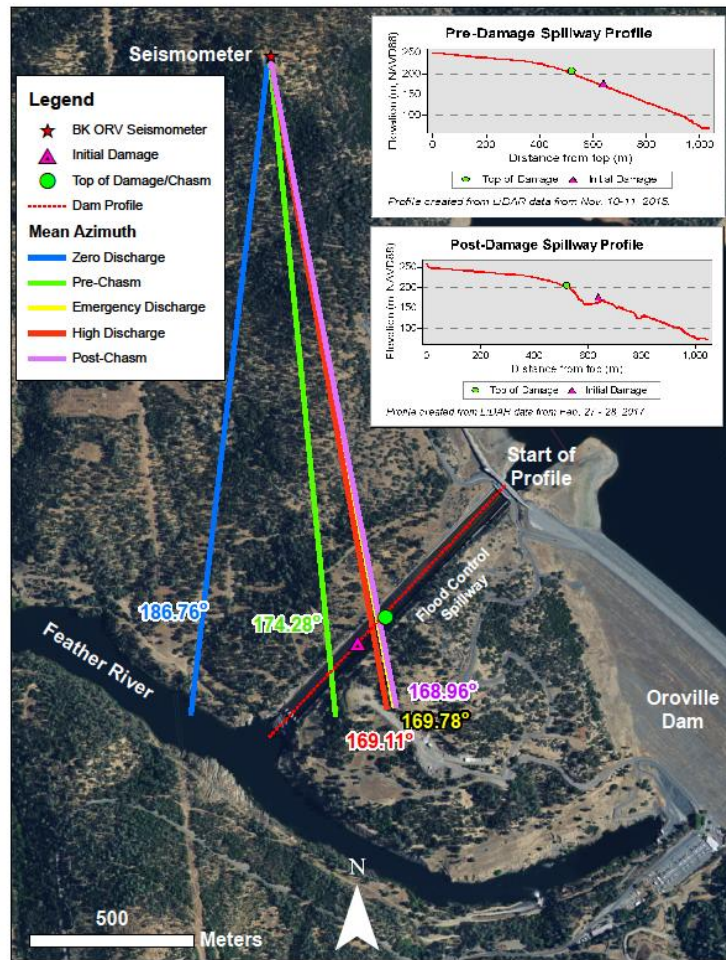 Seismometer
Legend
BK ORV Seismometer
Initial Damage
Top of Damage/Chasm
Dam Profile
Mean Azimuth
Zero Discharge
Pre-Chasm
Emergency Discharge
High Discharge
Post-Chasm
Pre-Damage Spillway Profile
Elevation (m, NAVD88)
250
200
150
100
0 200 400 600 800 1,000
Distance from top (m)
Top of Damage Initial Damage
Profile created from LiDAR data from Nov. 10-11, 2015.
Post-Damage Spillway Profile
Elevation (m, NAVD88)
250
200
150
100
0 200 400 600 800 1,000
Distance from top (m)
Top of Damage Initial Damage
Profile created from LiDAR data from Feb. 27 - 28, 2017
Start of
Profile
Flood Control
Spillway
186.76º
174.28º
Feather River
168.96º
169.78º
169.11º
Oroville
Dam
N
500
Meters